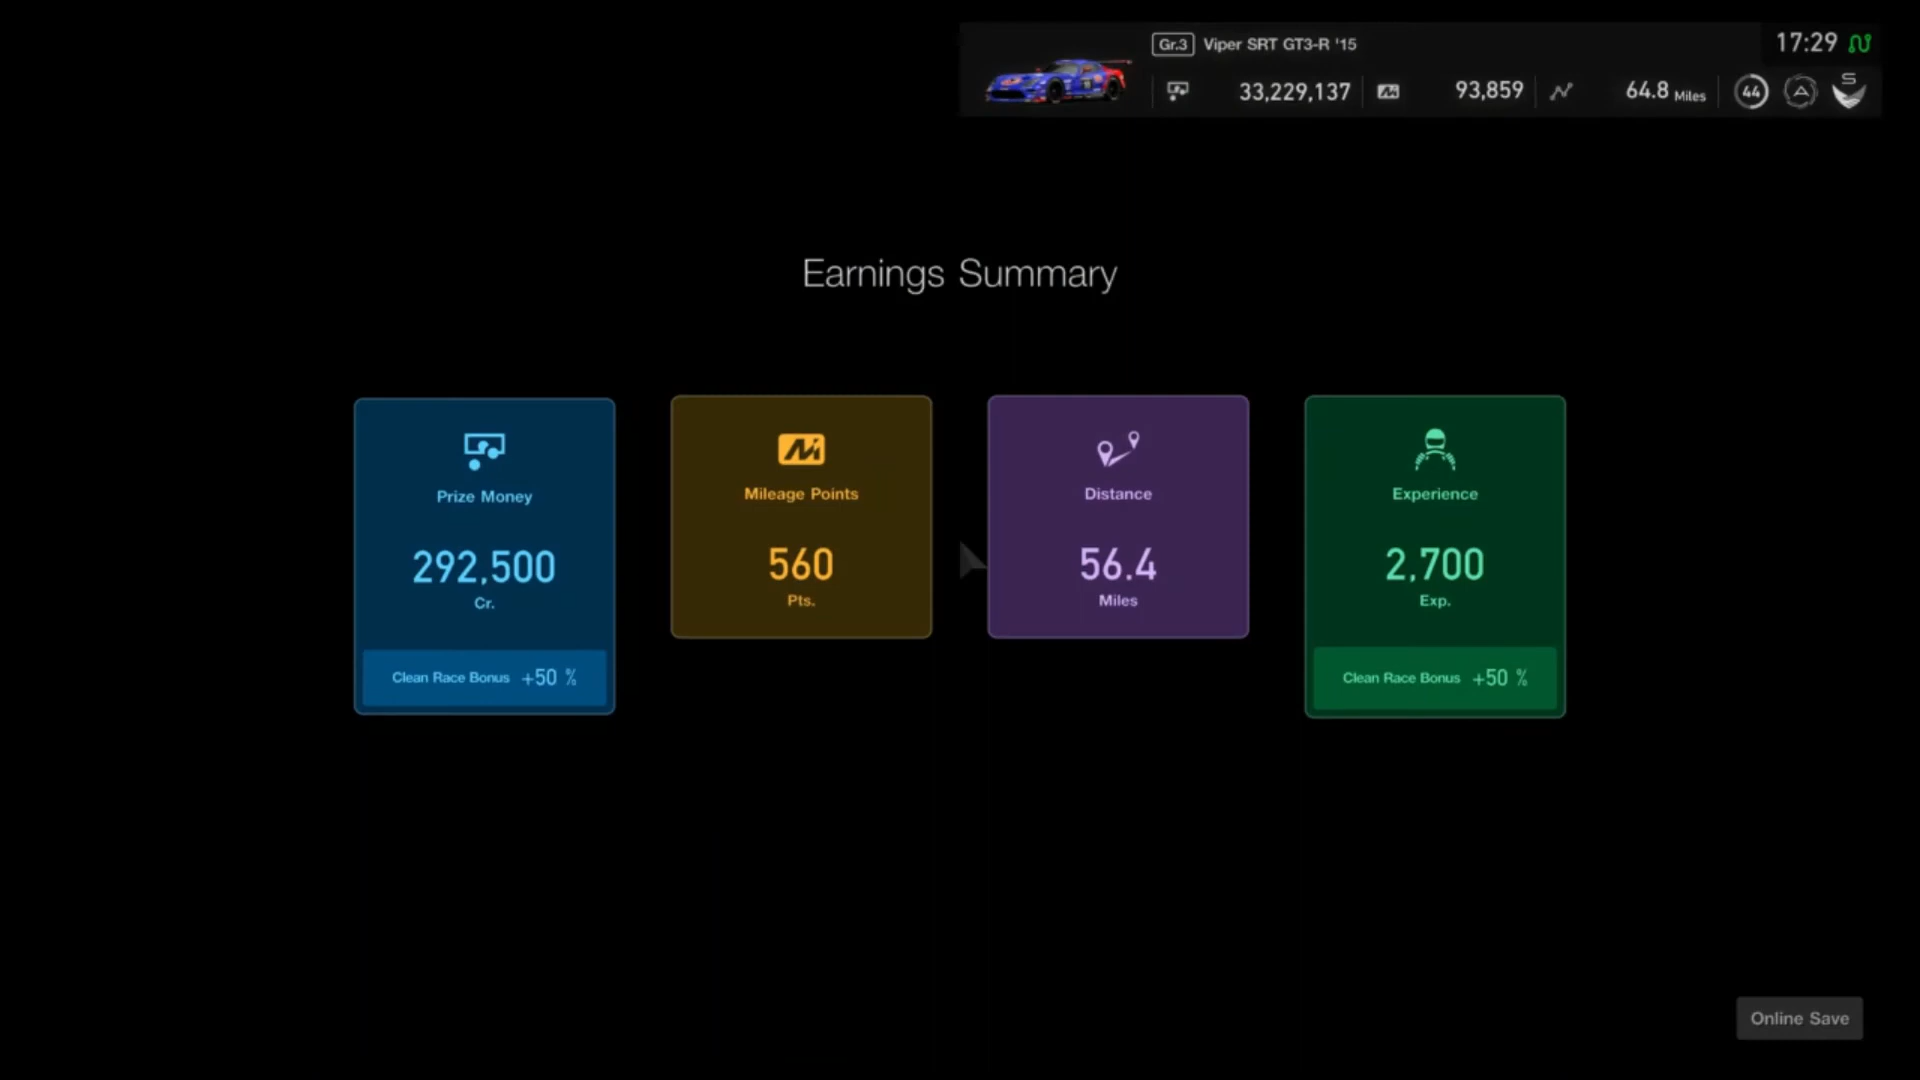 Gr.3 Viper SRT GT3-R '15
17:29
33,229,137 93,859 64.8 Miles 44 A S
Earnings Summary
Prize Money
292,500
Cr.
Clean Race Bonus +50 %
Mileage Points
560
Pts.
Distance
56.4
Miles
Experience
2,700
Exp.
Clean Race Bonus +50 %
Online Save